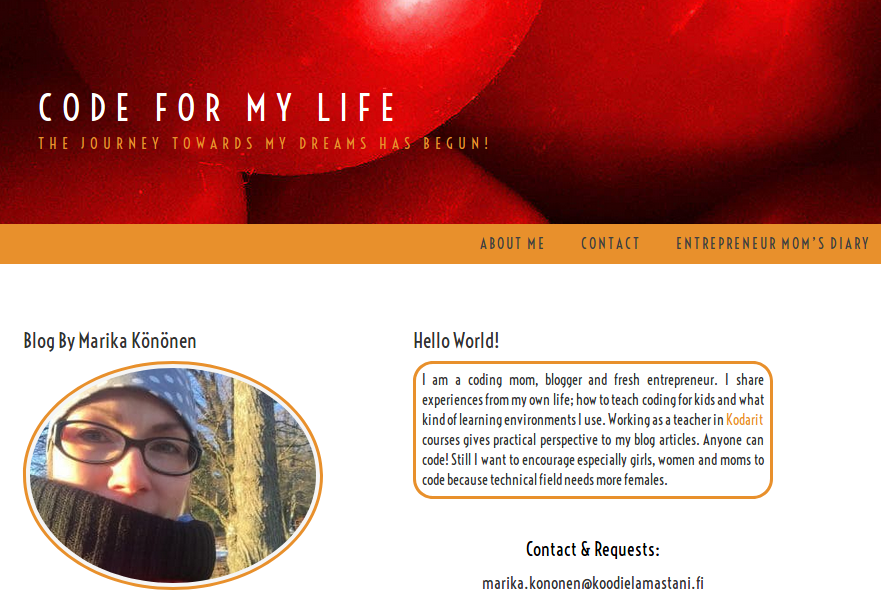 CODE FOR MY LIFE
THE JOURNEY TOWARDS MY DREAMS HAS BEGUN!
ABOUT ME CONTACT ENTREPRENEUR MOM'S DIARY
Blog By Marika Könönen
Hello World!
I am a coding mom, blogger and fresh entrepreneur. I share
experiences from my own life; how to teach coding for kids and what
kind of learning environments I use. Working as a teacher in Kodarit
courses gives practical perspective to my blog articles. Anyone can
code! Still I want to encourage especially girls, women and moms to
code because technical field needs more females.
Contact & Requests:
marika.kononen@koodielamastani.fi